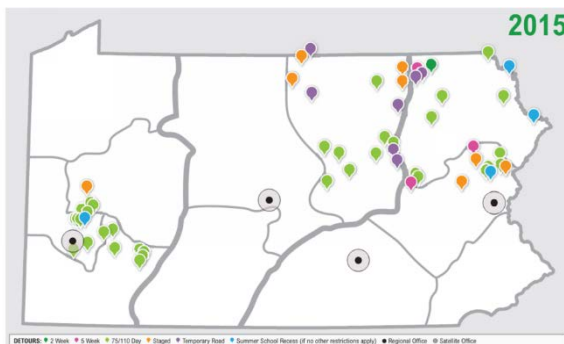 2015
DETOURS: 2 Week 5 Week 75/110 Day Staged Temporary Road Summer School Recess (if no other restrictions apply) Regional Office Satellite Office